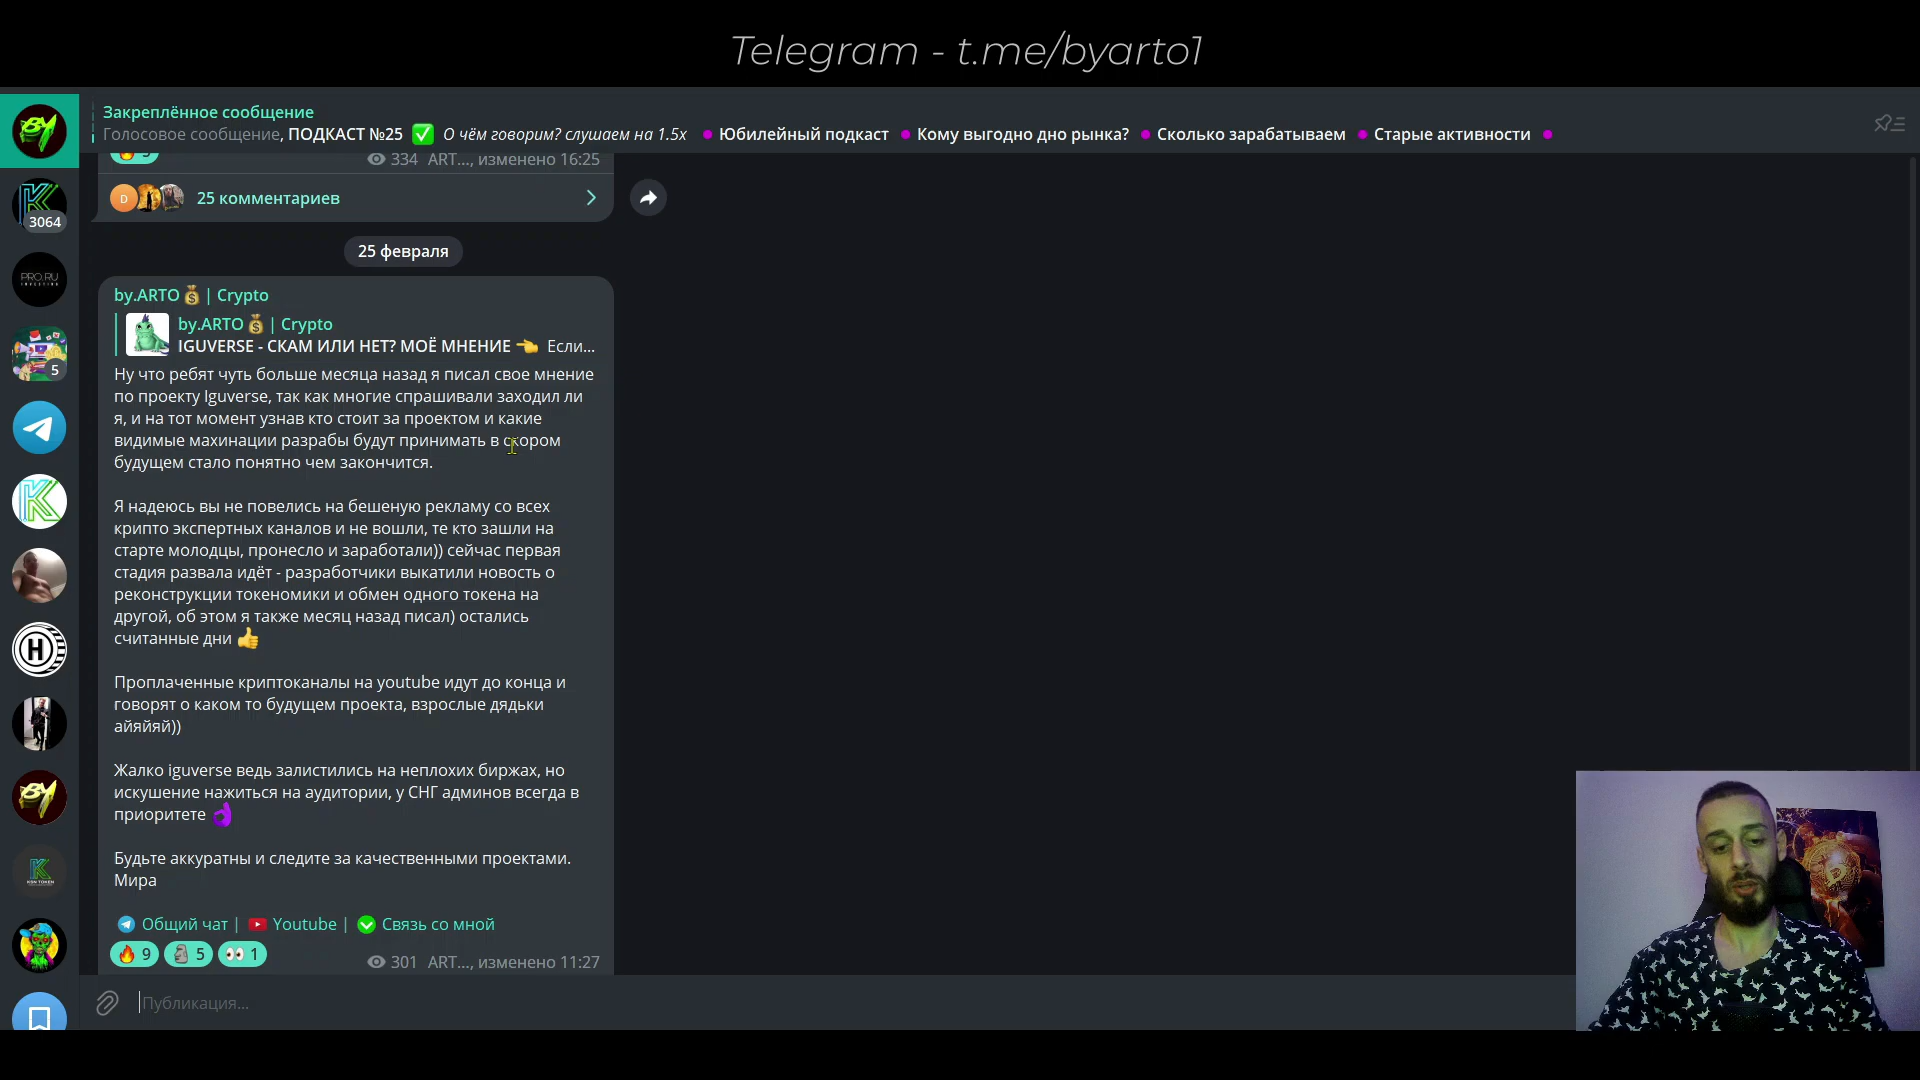 Telegram - t.me/byarto1
Закреплённое сообщение
Голосовое сообщение, ПОДКАСТ №25 ✅ О чём говорим? слушаем на 1.5x Юбилейный подкаст Кому выгодно дно рынка? Сколько зарабатываем Старые активности
334 ART..., изменено 16:25
D
25 комментариев
3064
25 февраля
PRO.RU
INVESTING
by.ARTO💰 | Crypto
by.ARTO💰 | Crypto
IGUVERSE - СКАМ ИЛИ НЕТ? МОЁ МНЕНИЕ 👈 Если...
5
Ну что ребят чуть больше месяца назад я писал свое мнение
по проекту Iguverse, так как многие спрашивали заходил ли
я, и на тот момент узнав кто стоит за проектом и какие
видимые махинации разрабы будут принимать в скором
будущем стало понятно чем закончится.
Я надеюсь вы не повелись на бешеную рекламу со всех
крипто экспертных каналов и не вошли, те кто зашли на
старте молодцы, пронесло и заработали)) сейчас первая
стадия развала идёт - разработчики выкатили новость о
реконструкции токеномики и обмен одного токена на
другой, об этом я также месяц назад писал) остались
считанные дни 👍
Проплаченные криптоканалы на youtube идут до конца и
говорят о каком то будущем проекта, взрослые дядьки
айяйяй))
Жалко iguverse ведь залистились на неплохих биржах, но
искушение нажиться на аудитории, у СНГ админов всегда в
приоритете 👌
Будьте аккуратны и следите за качественными проектами.
Мира
Общий чат | Youtube | Связь со мной
🔥 9 🗿 5 👀 1
301 ART..., изменено 11:27
Публикация...